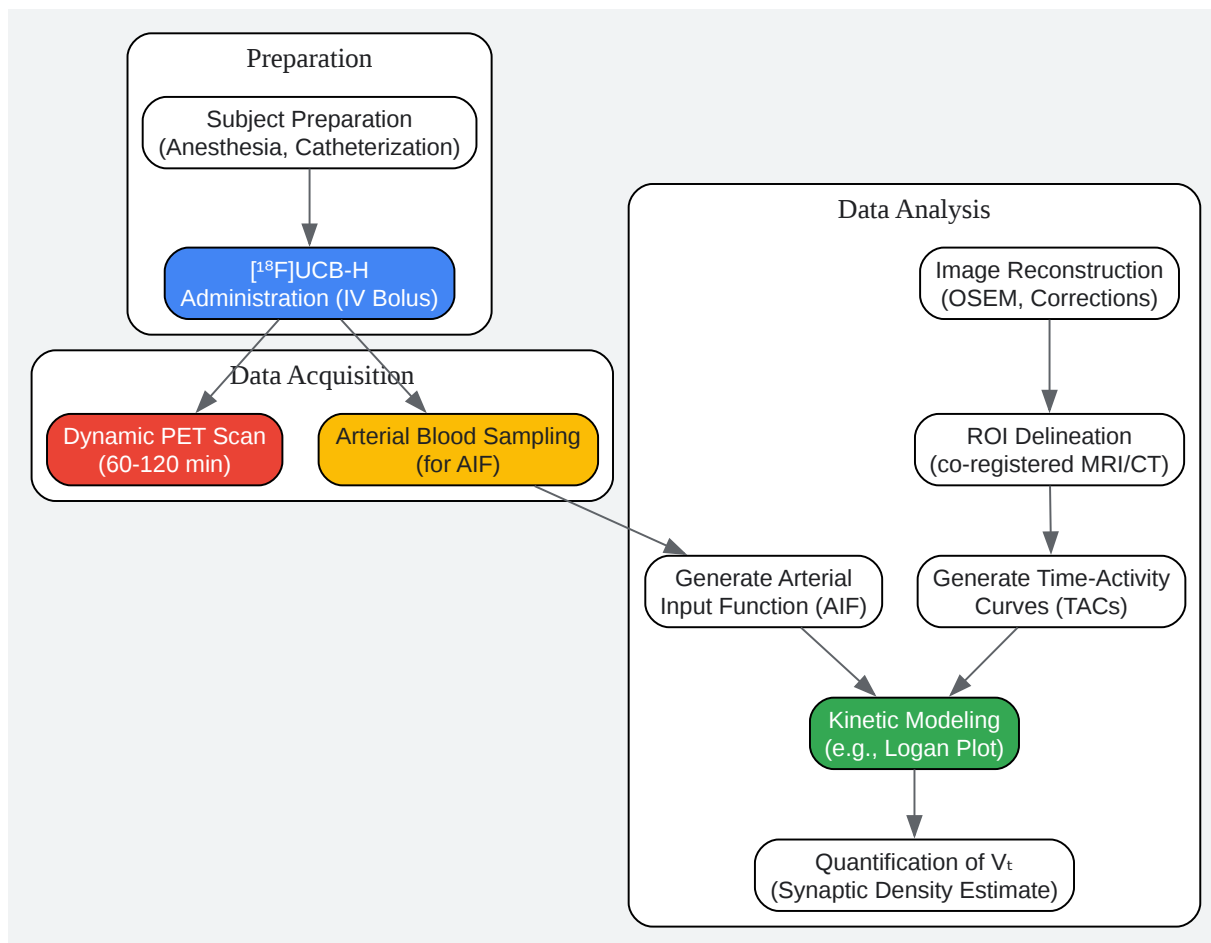 Preparation
Subject Preparation
(Anesthesia, Catheterization)
[¹⁸F]UCB-H
Administration (IV Bolus)
Data Acquisition
Dynamic PET Scan
(60-120 min)
Arterial Blood Sampling
(for AIF)
Data Analysis
Image Reconstruction
(OSEM, Corrections)
ROI Delineation
(co-registered MRI/CT)
Generate Arterial
Input Function (AIF)
Generate Time-Activity
Curves (TACs)
Kinetic Modeling
(e.g., Logan Plot)
Quantification of Vₜ
(Synaptic Density Estimate)